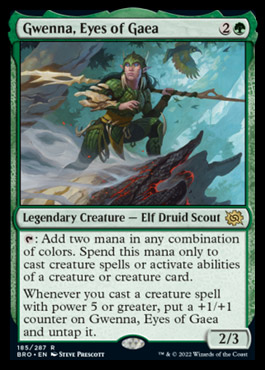 Gwenna, Eyes of Gaea 2
Legendary Creature — Elf Druid Scout
: Add two mana in any combination
of colors. Spend this mana only to
cast creature spells or activate abilities
of a creature or creature card.
Whenever you cast a creature spell
with power 5 or greater, put a +1/+1
counter on Gwenna, Eyes of Gaea
and untap it.
2/3
185/287 R
BRO • EN Steve Prescott ™ & © 2022 Wizards of the Coast